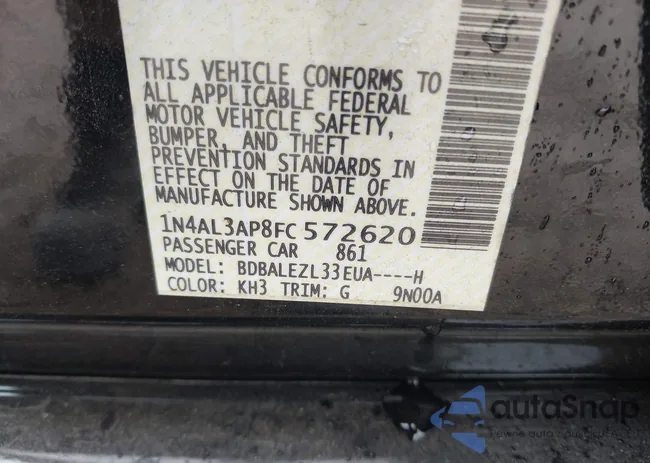 THIS VEHICLE CONFORMS TO
ALL APPLICABLE FEDERAL
MOTOR VEHICLE SAFETY,
BUMPER, AND THEFT
PREVENTION STANDARDS IN
EFFECT ON THE DATE OF
MANUFACTURE SHOWN ABOVE.
1N4AL3AP8FC572620
PASSENGER CAR 861
MODEL: BDBALEZL33EUA----H
COLOR: KH3 TRIM: G 9N00A
autoSnap